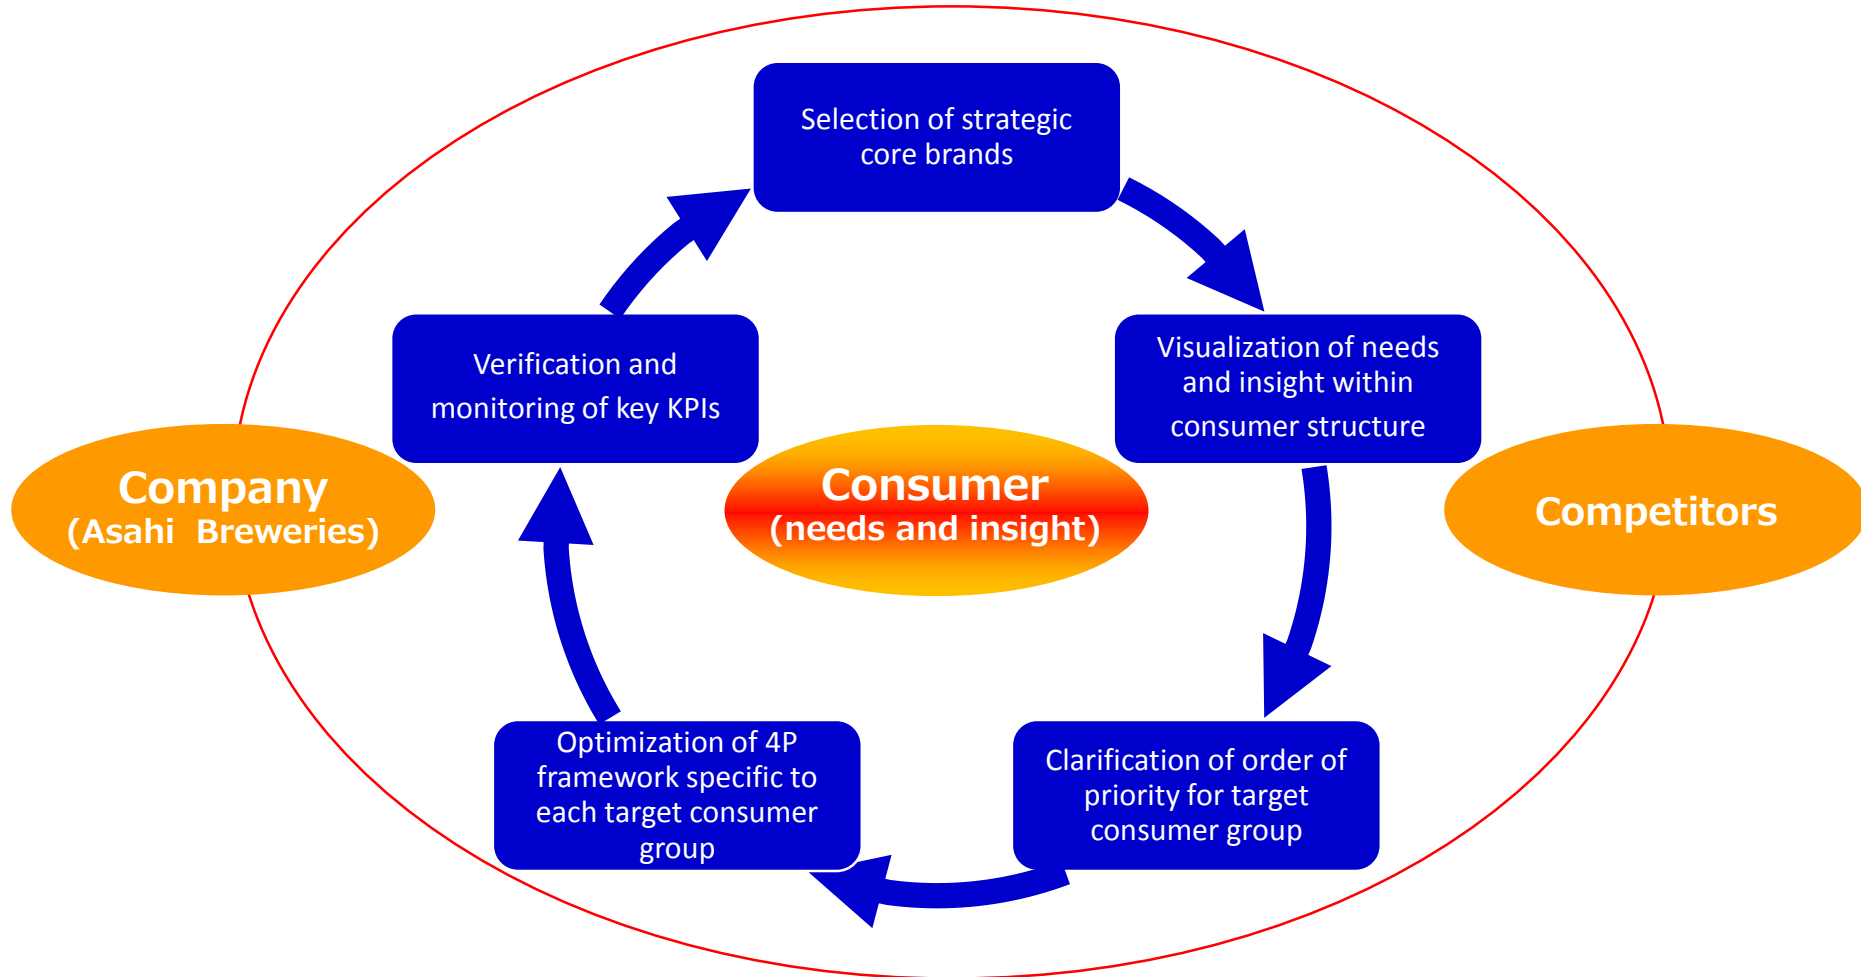 Selection of strategic
core brands
Visualization of needs
and insight within
consumer structure
Clarification of order of
priority for target
consumer group
Optimization of 4P
framework specific to
each target consumer
group
Verification and
monitoring of key KPIs
Company
(Asahi Breweries)
Consumer
(needs and insight)
Competitors